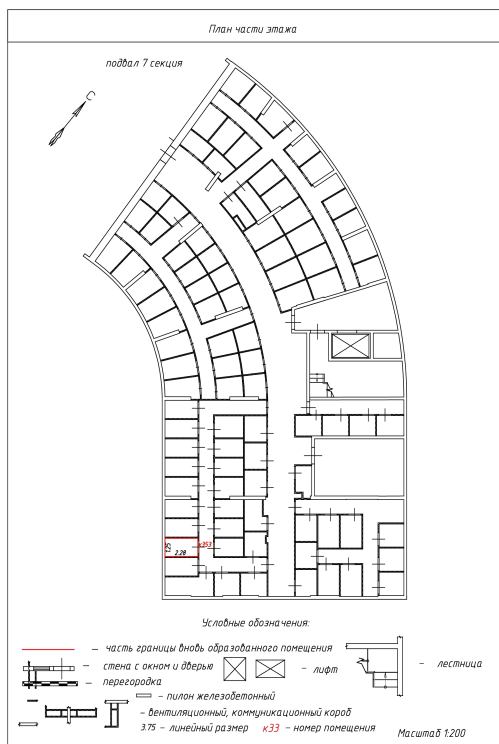 План части этажа
подвал 7 секция
С
1.25
2.28
к353
Условные обозначения:
– часть границы вновь образованного помещения
– стена с окном и дверью
– лифт
– лестница
– перегородка
– пилон железобетонный
– вентиляционный, коммуникационный короб
3.75 – линейный размер к33 – номер помещения
Масштаб 1:200